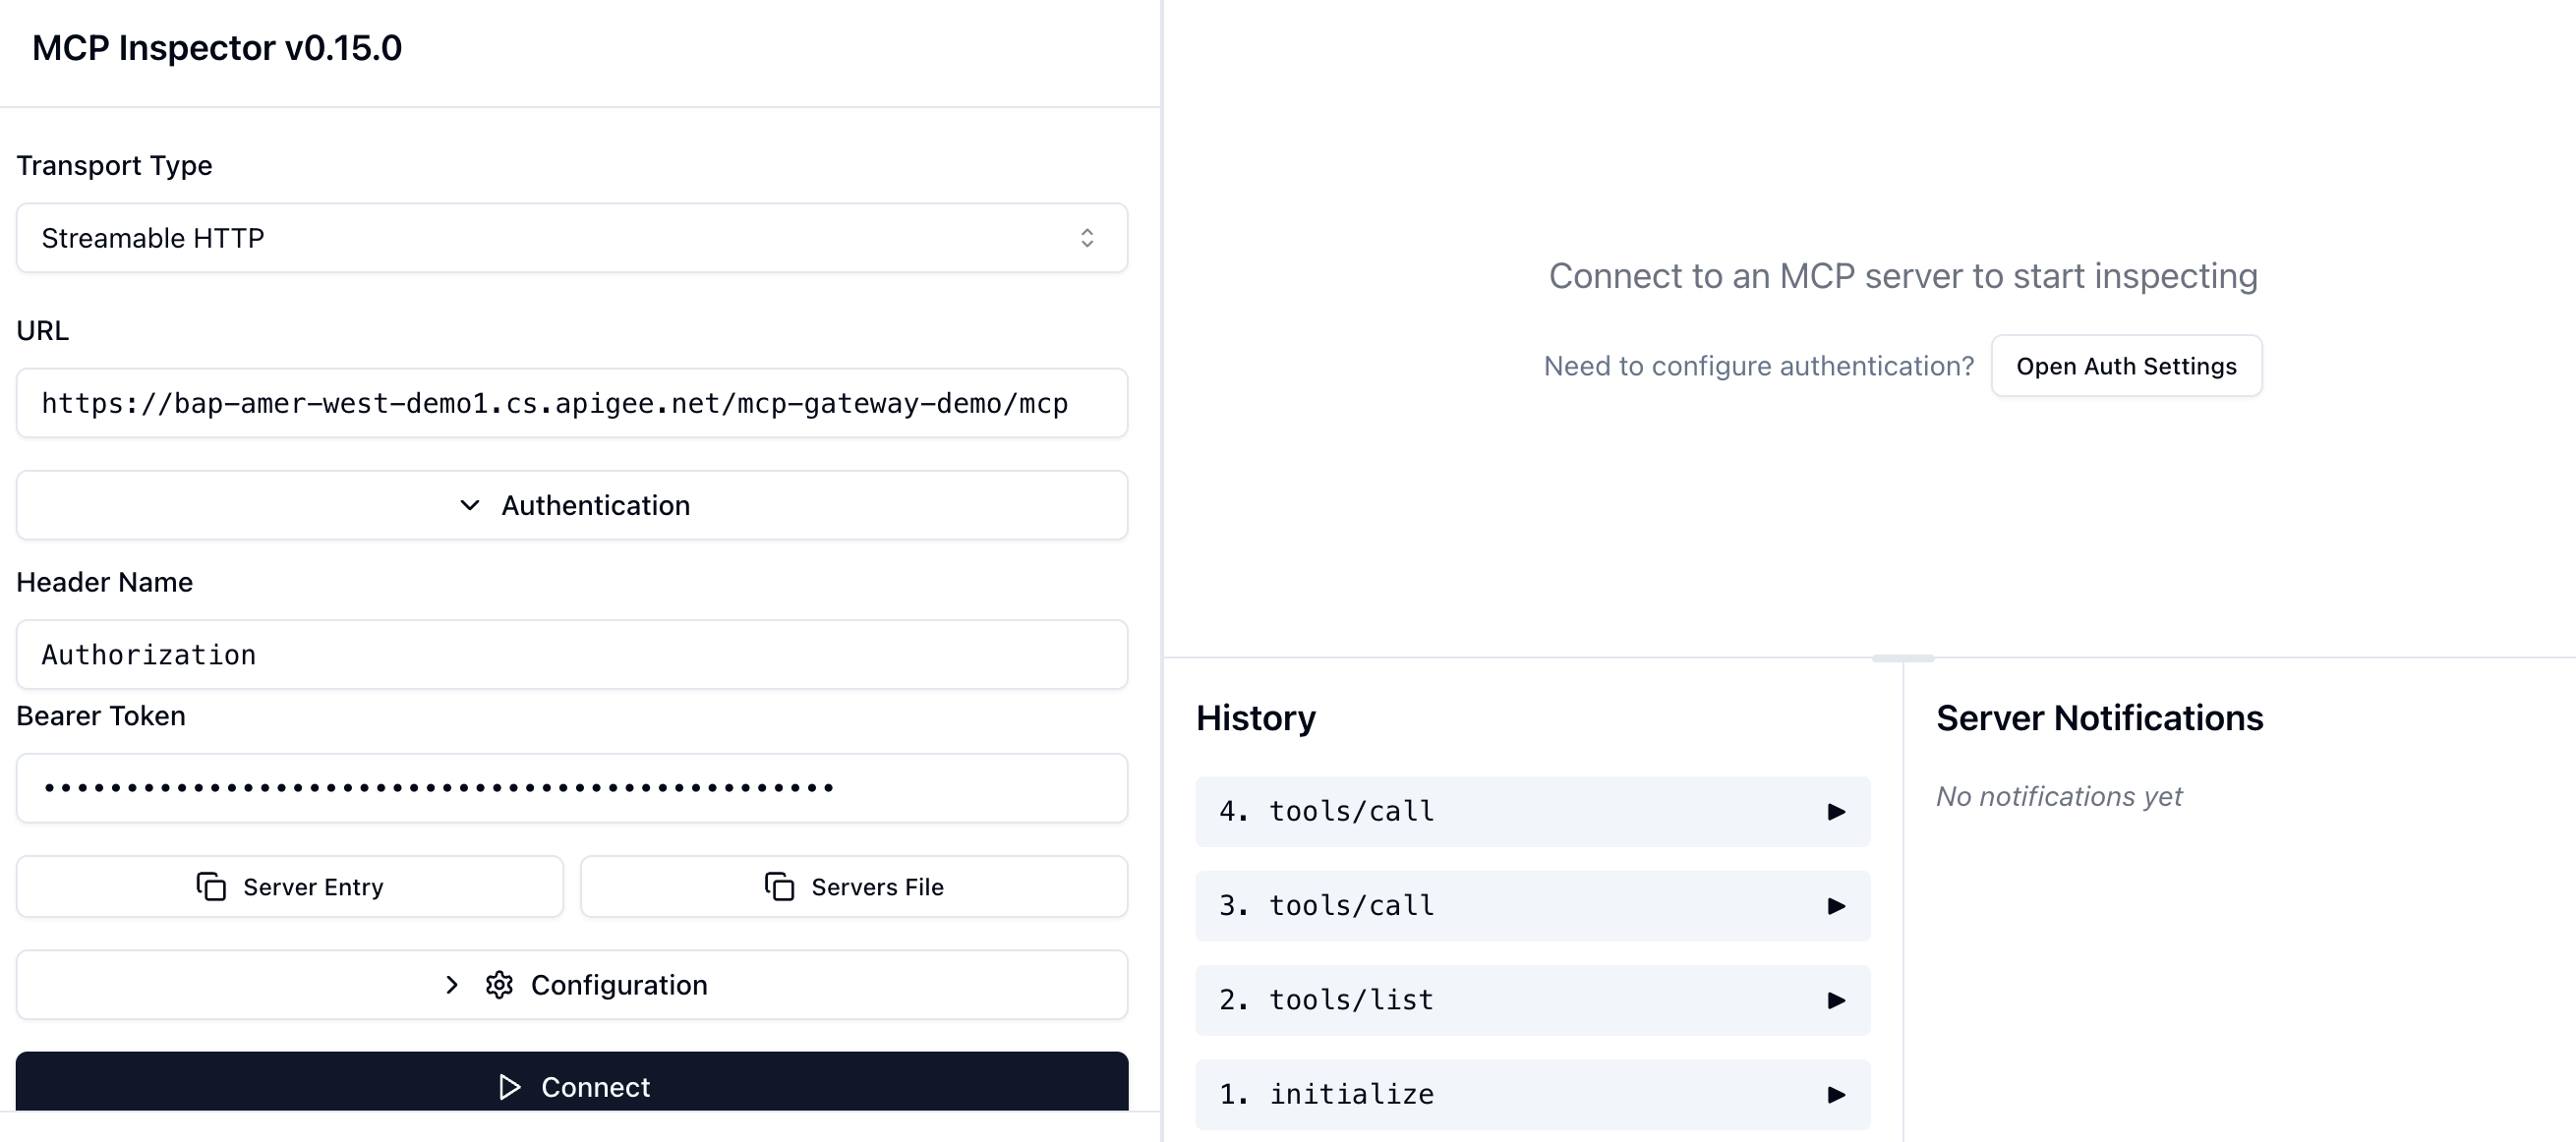 MCP Inspector v0.15.0
Transport Type
Streamable HTTP
URL
https://bap-amer-west-demo1.cs.apigee.net/mcp-gateway-demo/mcp
Authentication
Header Name
Authorization
Bearer Token
••••••••••••••••••••••••••••••••••••••••••••••••
Server Entry
Servers File
Configuration
Connect
Connect to an MCP server to start inspecting
Need to configure authentication?
Open Auth Settings
History
4. tools/call
3. tools/call
2. tools/list
1. initialize
Server Notifications
No notifications yet